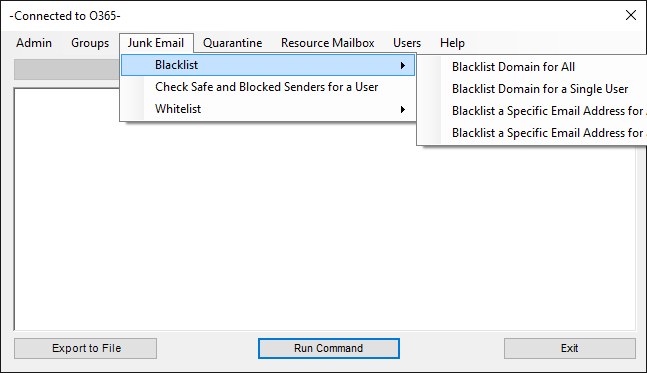 -Connected to O365-
Admin Groups Junk Email Quarantine Resource Mailbox Users Help
Blacklist
Check Safe and Blocked Senders for a User
Whitelist
Blacklist Domain for All
Blacklist Domain for a Single User
Blacklist a Specific Email Address for
Blacklist a Specific Email Address for
Export to File Run Command Exit